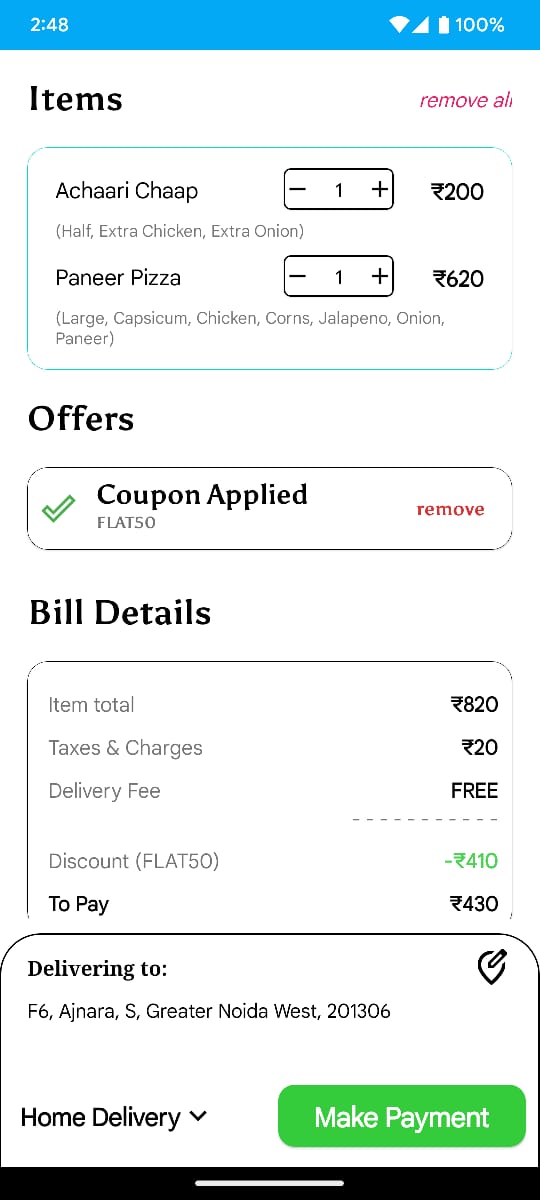 2:48
100%
Items
remove all
Achaari Chaap
1
₹200
(Half, Extra Chicken, Extra Onion)
Paneer Pizza
1
₹620
(Large, Capsicum, Chicken, Corns, Jalapeno, Onion,
Paneer)
Offers
Coupon Applied
FLAT50
remove
Bill Details
Item total
₹820
Taxes & Charges
₹20
Delivery Fee
FREE
Discount (FLAT50)
-₹410
To Pay
₹430
Delivering to:
F6, Ajnara, S, Greater Noida West, 201306
Home Delivery
Make Payment